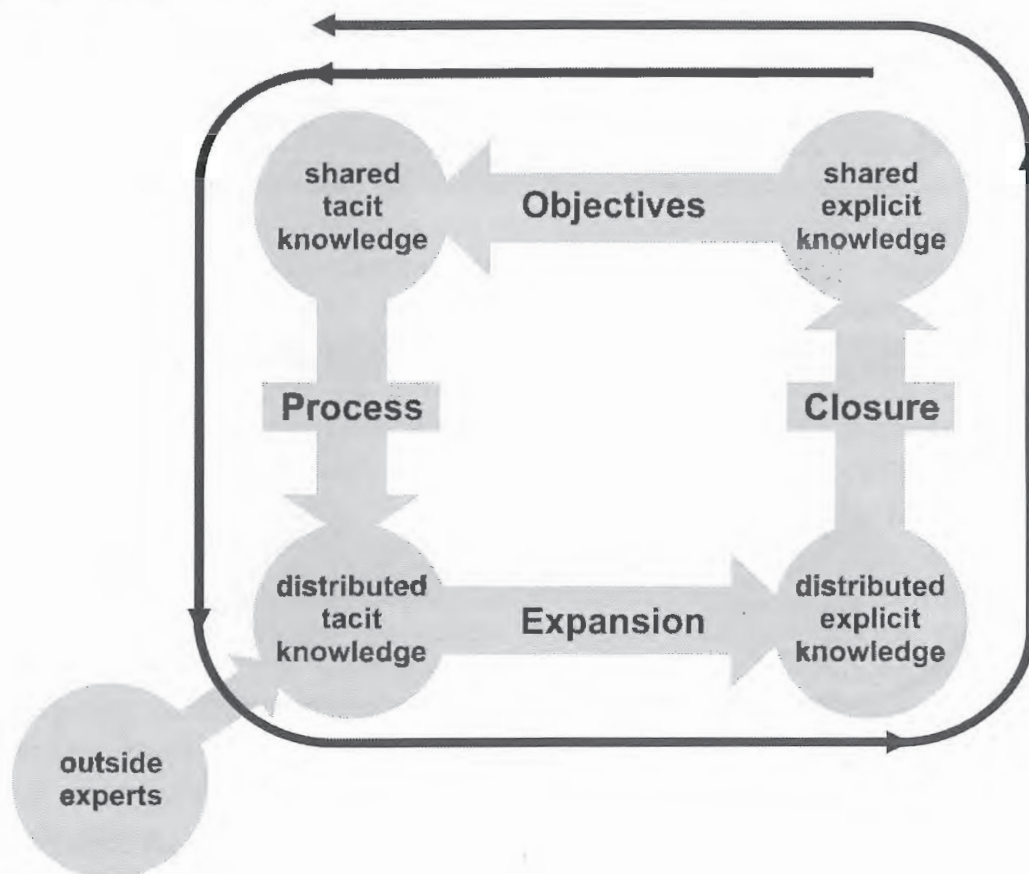 shared
tacit
knowledge
Objectives
shared
explicit
knowledge
Process
Closure
distributed
tacit
knowledge
Expansion
distributed
explicit
knowledge
outside
experts